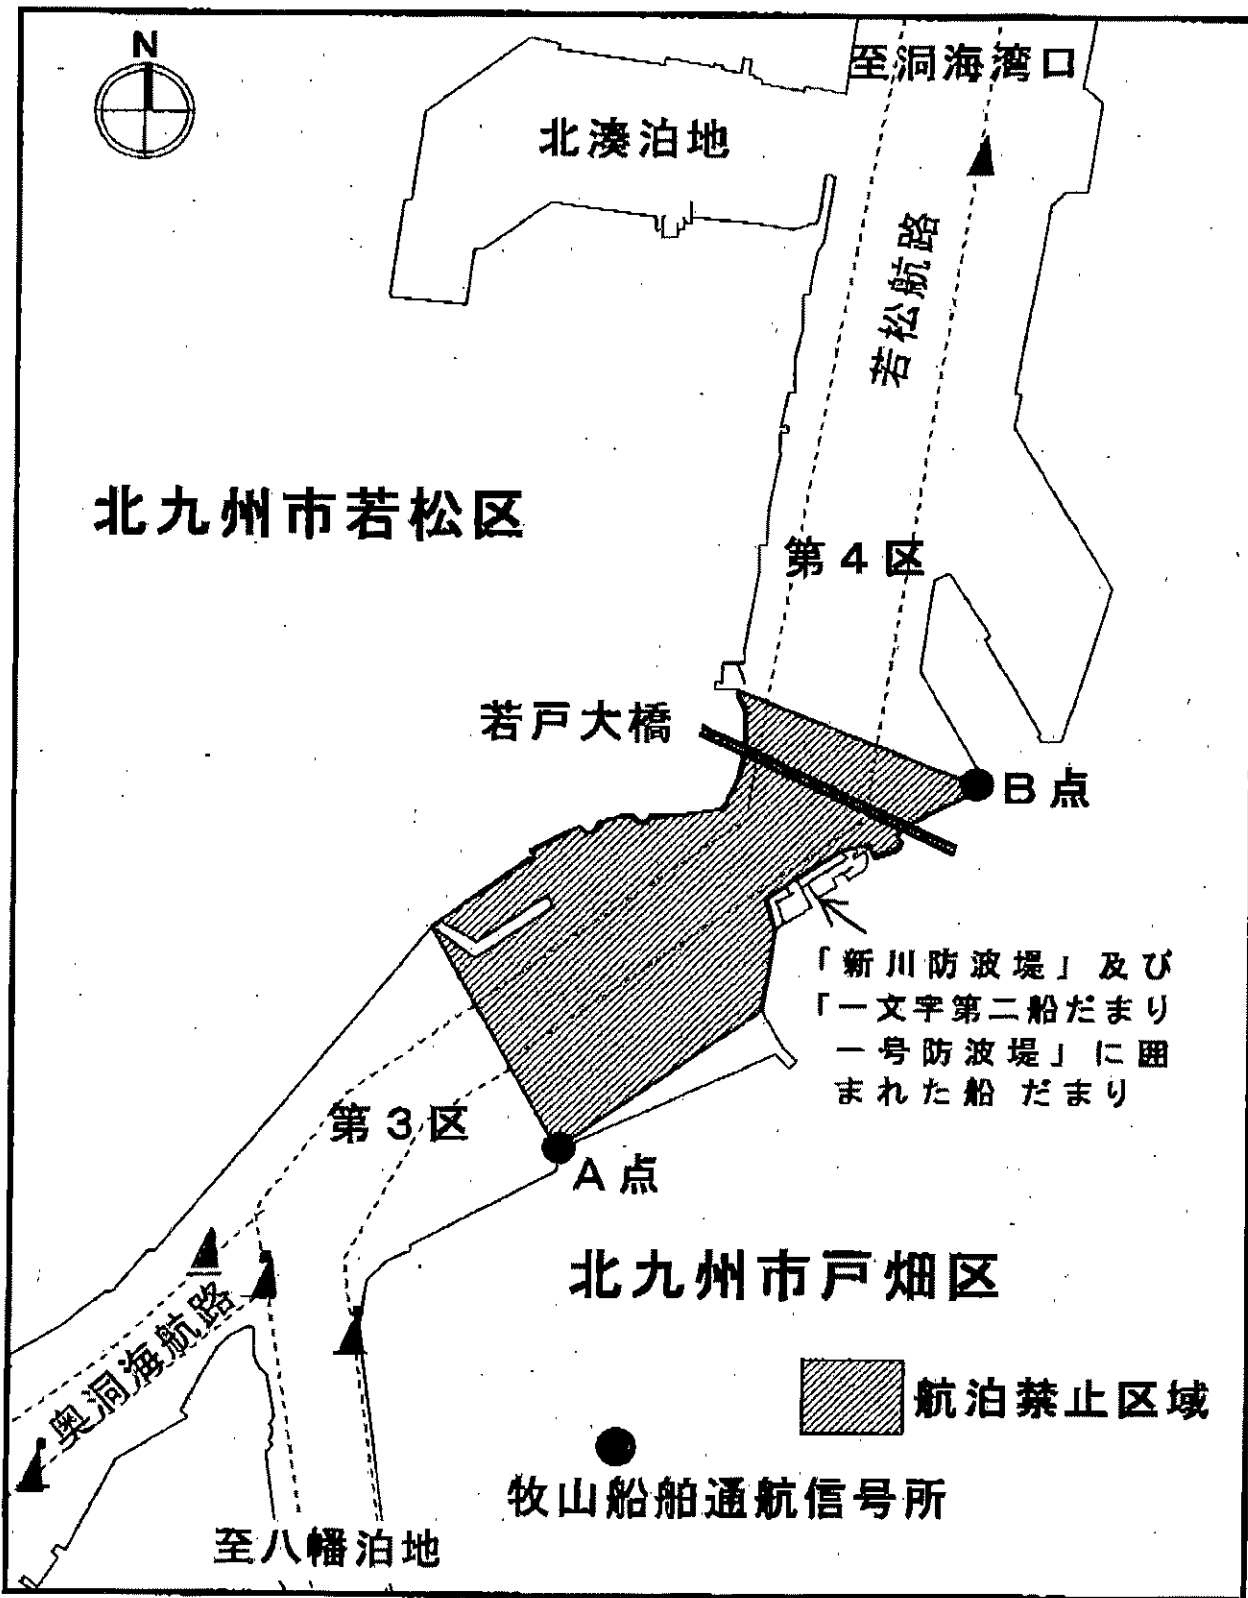 N
至洞海湾口
北湊泊地
若松航路
北九州市若松区
第4区
若戸大橋
B点
「新川防波堤」及び
「一文字第二船だまり
一号防波堤」に囲
まれた船 だまり
第3区
A点
北九州市戸畑区
奥洞海航路
航泊禁止区域
牧山船舶通航信号所
至八幡泊地